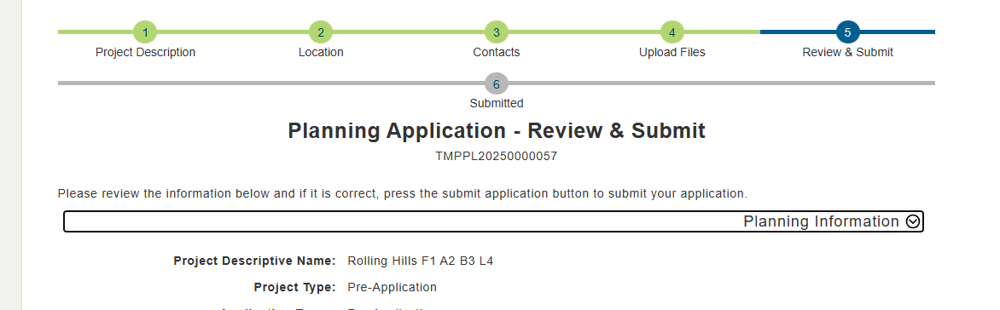 1 2 3 4 5
Project Description Location Contacts Upload Files Review & Submit
6
Submitted
Planning Application - Review & Submit
TMPPL20250000057
Please review the information below and if it is correct, press the submit application button to submit your application.
Planning Information
Project Descriptive Name: Rolling Hills F1 A2 B3 L4
Project Type: Pre-Application